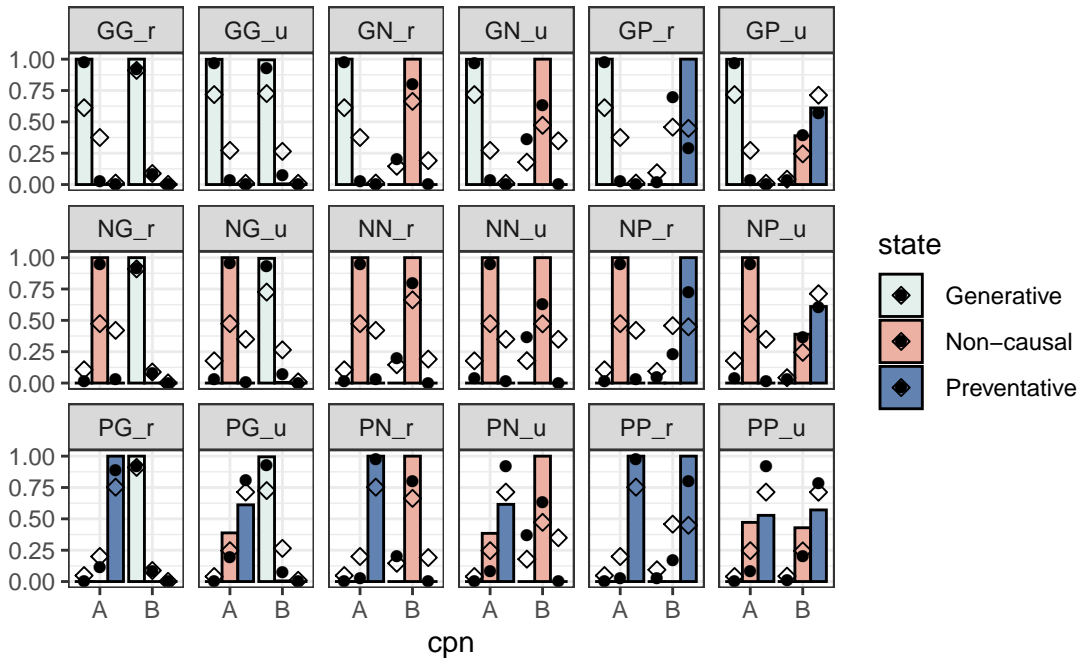 GG_r GG_u GN_r GN_u GP_r GP_u
1.00
0.75
0.50
0.25
0.00
NG_r NG_u NN_r NN_u NP_r NP_u
1.00
0.75
0.50
0.25
0.00
PG_r PG_u PN_r PN_u PP_r PP_u
1.00
0.75
0.50
0.25
0.00
A B A B A B A B A B A B
cpn
state
Generative
Non−causal
Preventative